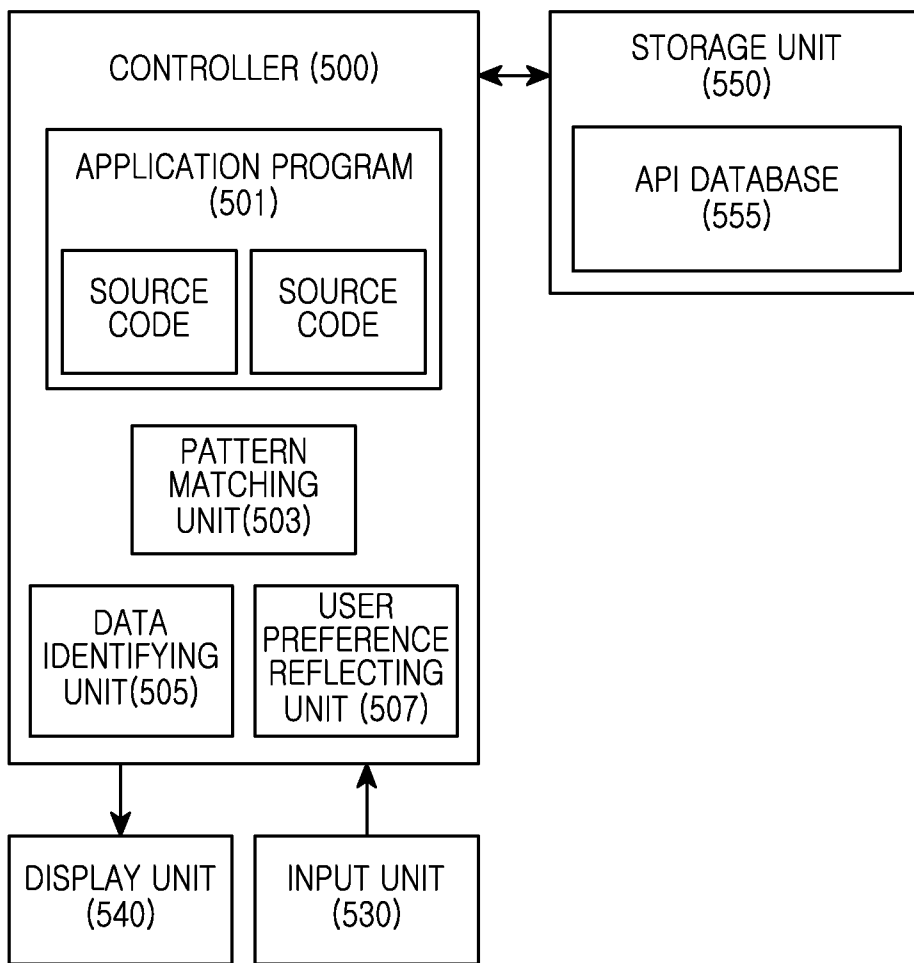 CONTROLLER (500)
APPLICATION PROGRAM
(501)
SOURCE
CODE
SOURCE
CODE
PATTERN
MATCHING
UNIT(503)
DATA
IDENTIFYING
UNIT(505)
USER
PREFERENCE
REFLECTING
UNIT (507)
STORAGE UNIT
(550)
API DATABASE
(555)
DISPLAY UNIT
(540)
INPUT UNIT
(530)